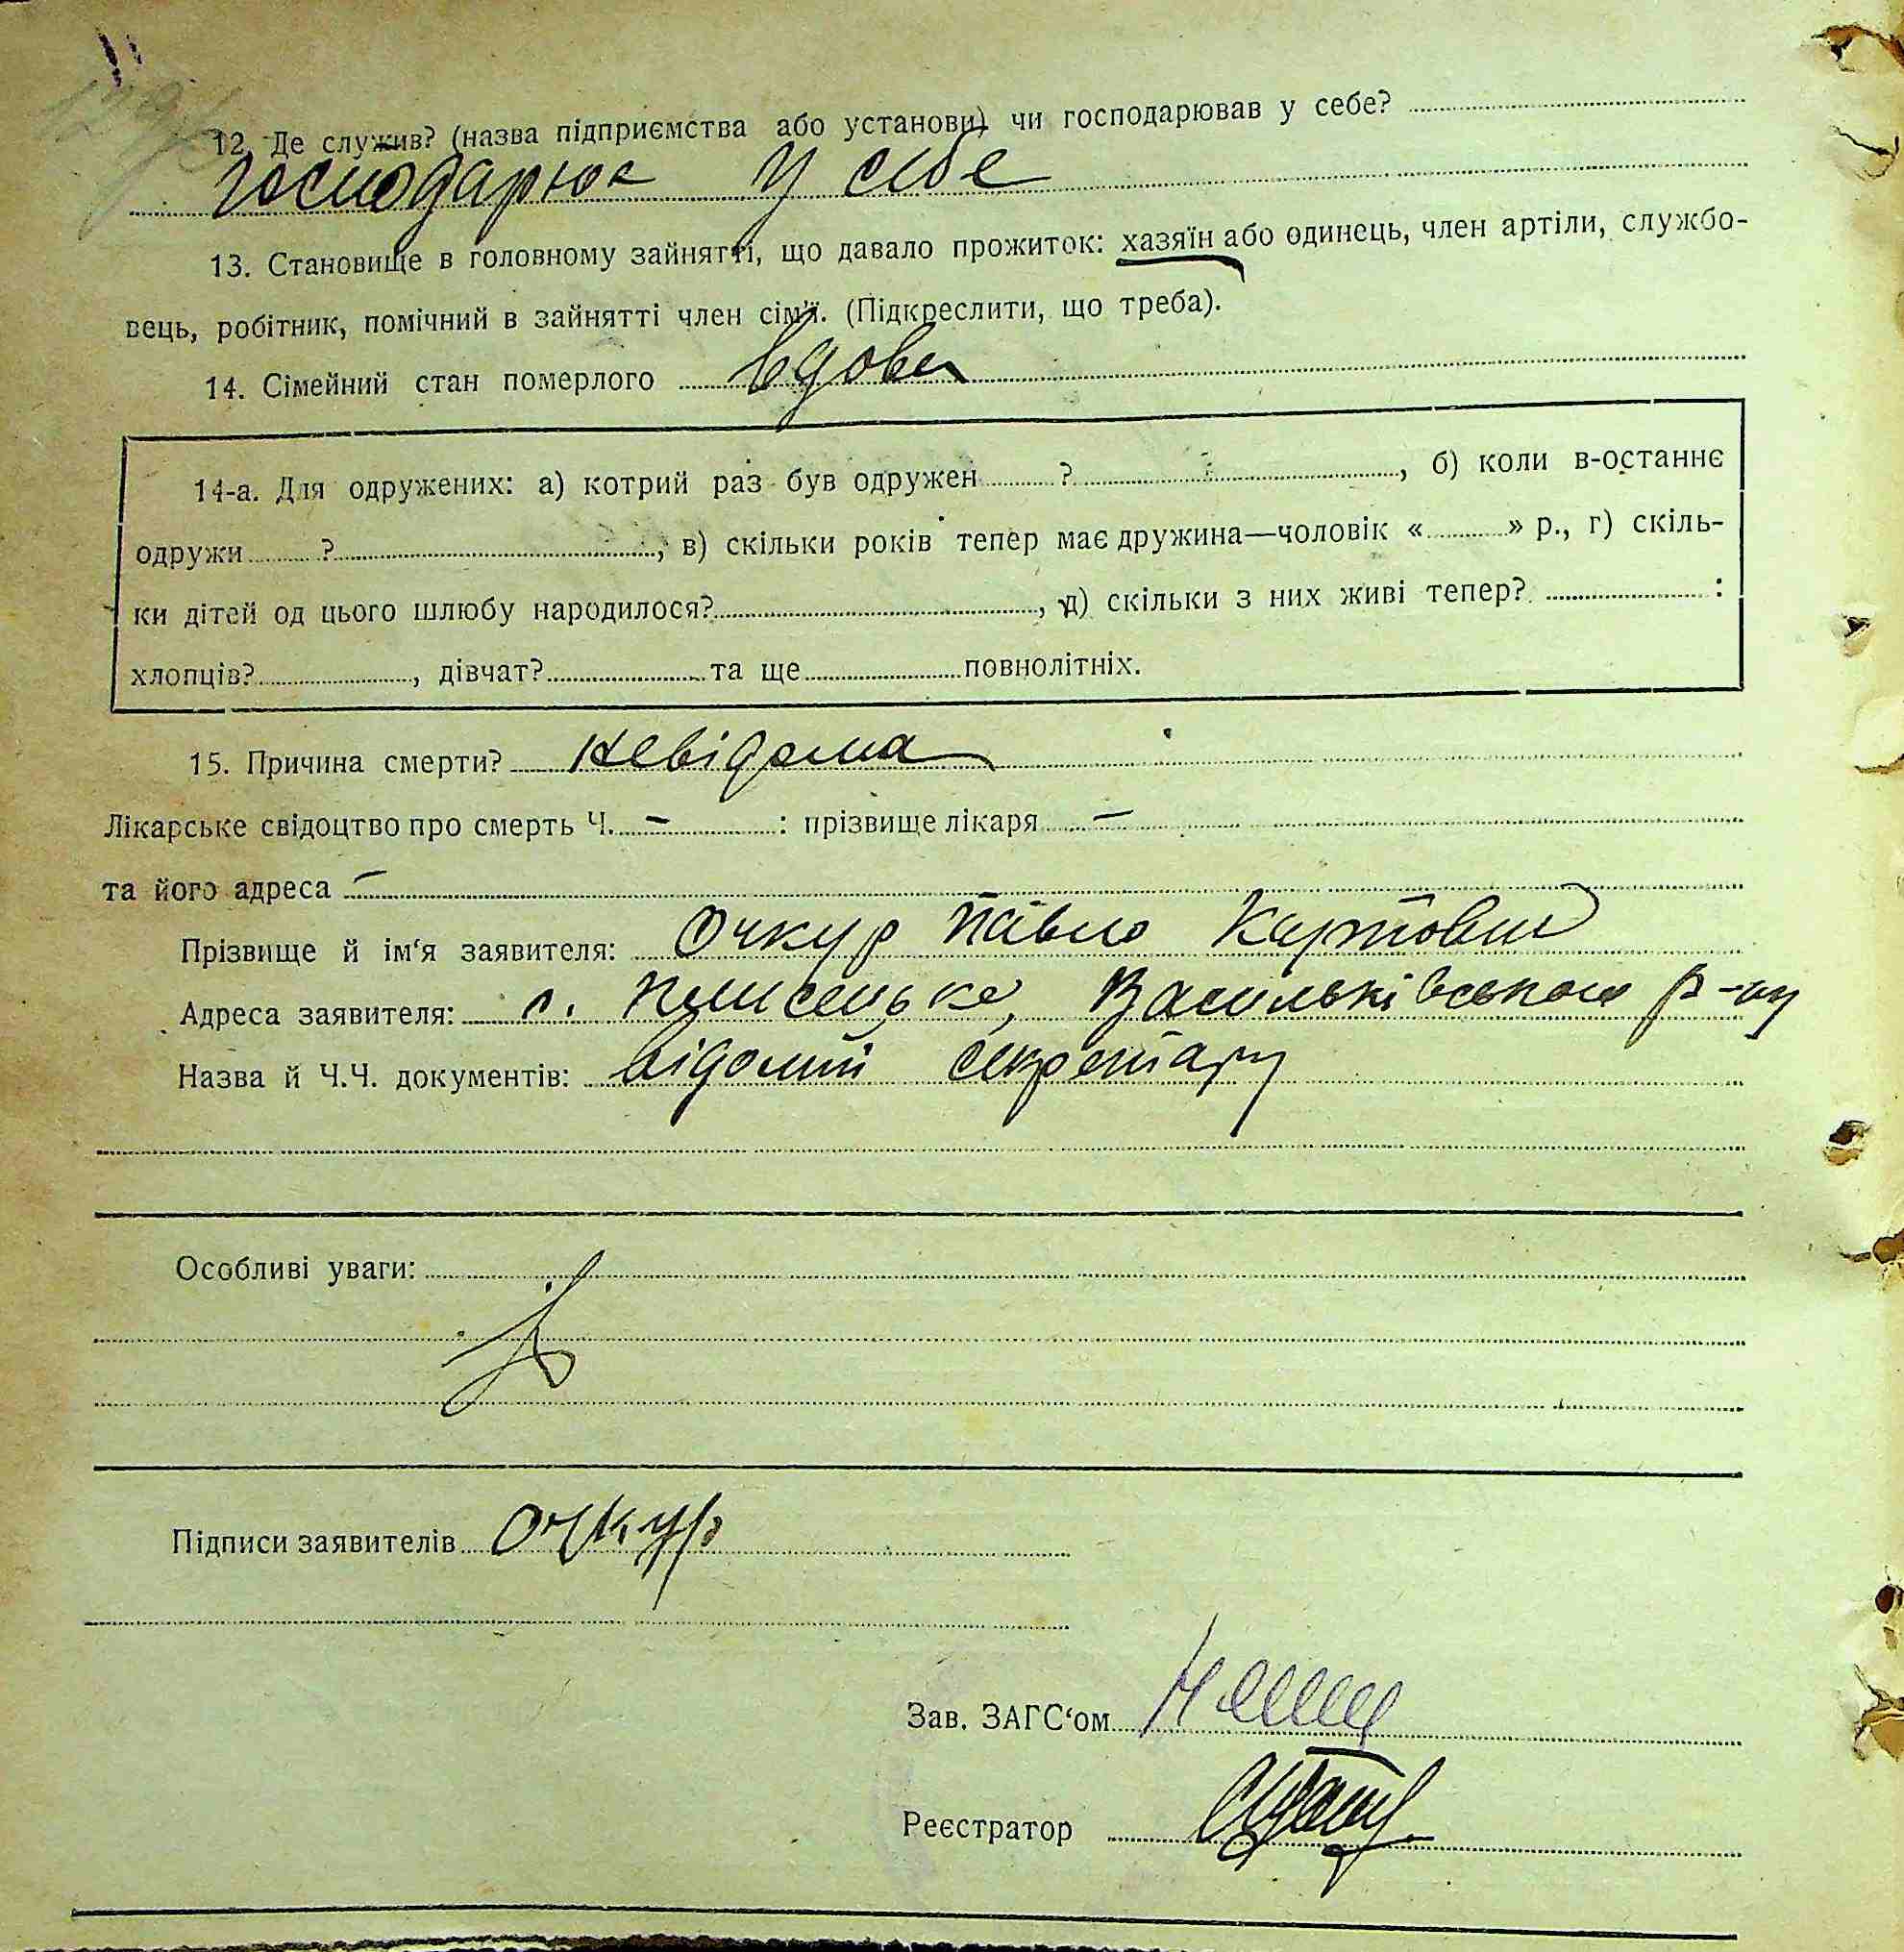 12. Де служив? (назва підприємства або установи) чи господарював у себе?
господарює у себе
13. Становище в головному зайнятті, що давало прожиток: хазяїн або одинець, член артіли, службо-
вець, робітник, помічний в зайнятті член сім'ї. (Підкреслити, що треба).
14. Сімейний стан померлого вдовец
14-а. Для одружених: а) котрий раз був одружен ? , б) коли в-останнє
одружи ? , в) скільки років тепер має дружина—чоловік « » р., г) скіль-
ки дітей од цього шлюбу народилося? , д) скільки з них живі тепер? :
хлопців? , дівчат? та ще повнолітніх.
15. Причина смерти? невідома
Лікарське свідоцтво про смерть Ч. – : прізвище лікаря –
та його адреса –
Прізвище й ім'я заявителя: Очкур Павло
Адреса заявителя: с. Плисецьке, Васильківського р-ну
Назва й Ч.Ч. документів: відомий секретару
Особливі уваги:
Підписи заявителів Очкур
Зав. ЗАГС'ом
Реєстратор